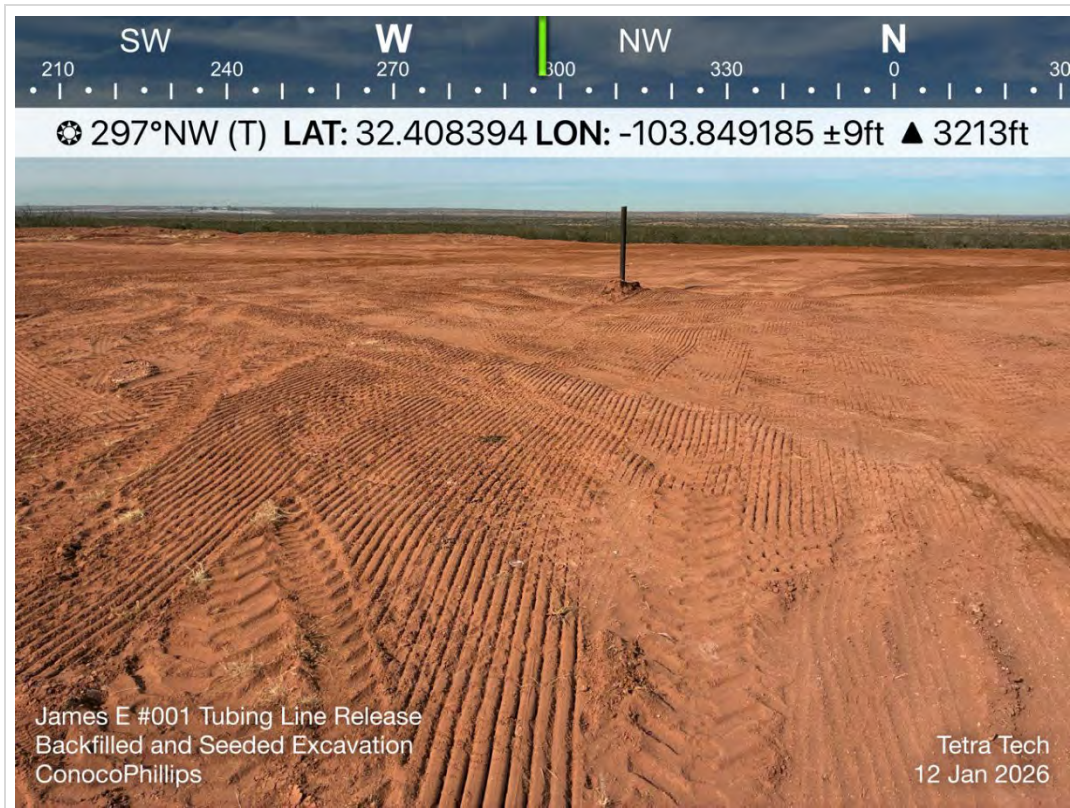 SW W NW N
210 240 270 300 330 0 30
297°NW (T) LAT: 32.408394 LON: -103.849185 ±9ft ▲ 3213ft
James E #001 Tubing Line Release
Backfilled and Seeded Excavation
ConocoPhillips
Tetra Tech
12 Jan 2026